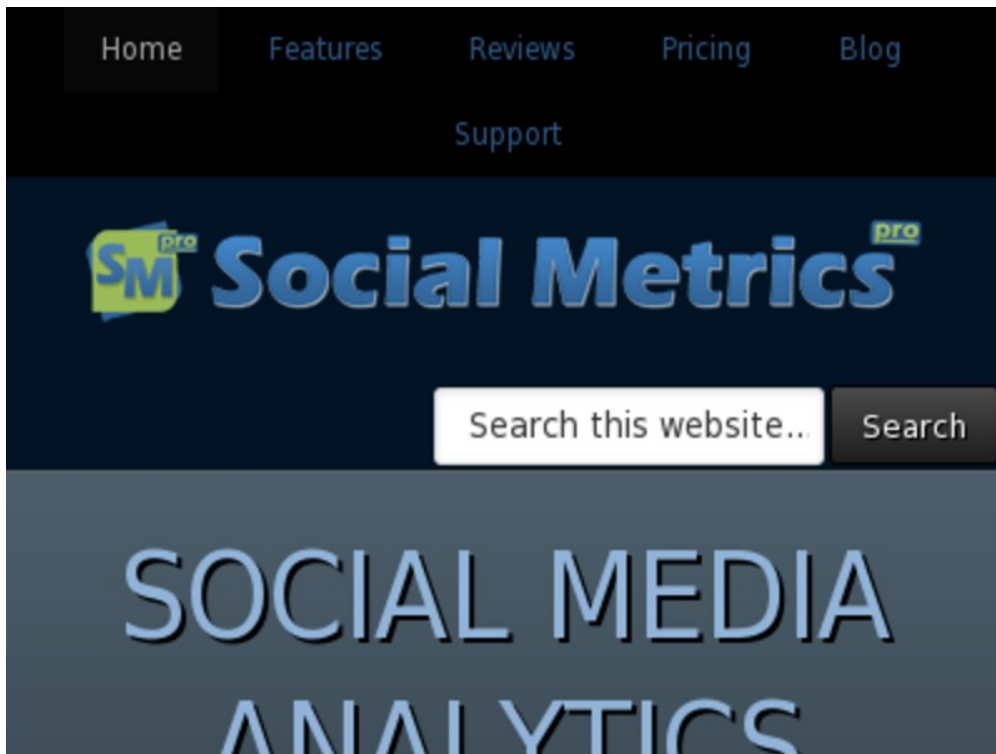 Home Features Reviews Pricing Blog
Support
SM pro Social Metrics pro
Search this website... Search
SOCIAL MEDIA
ANALYTICS